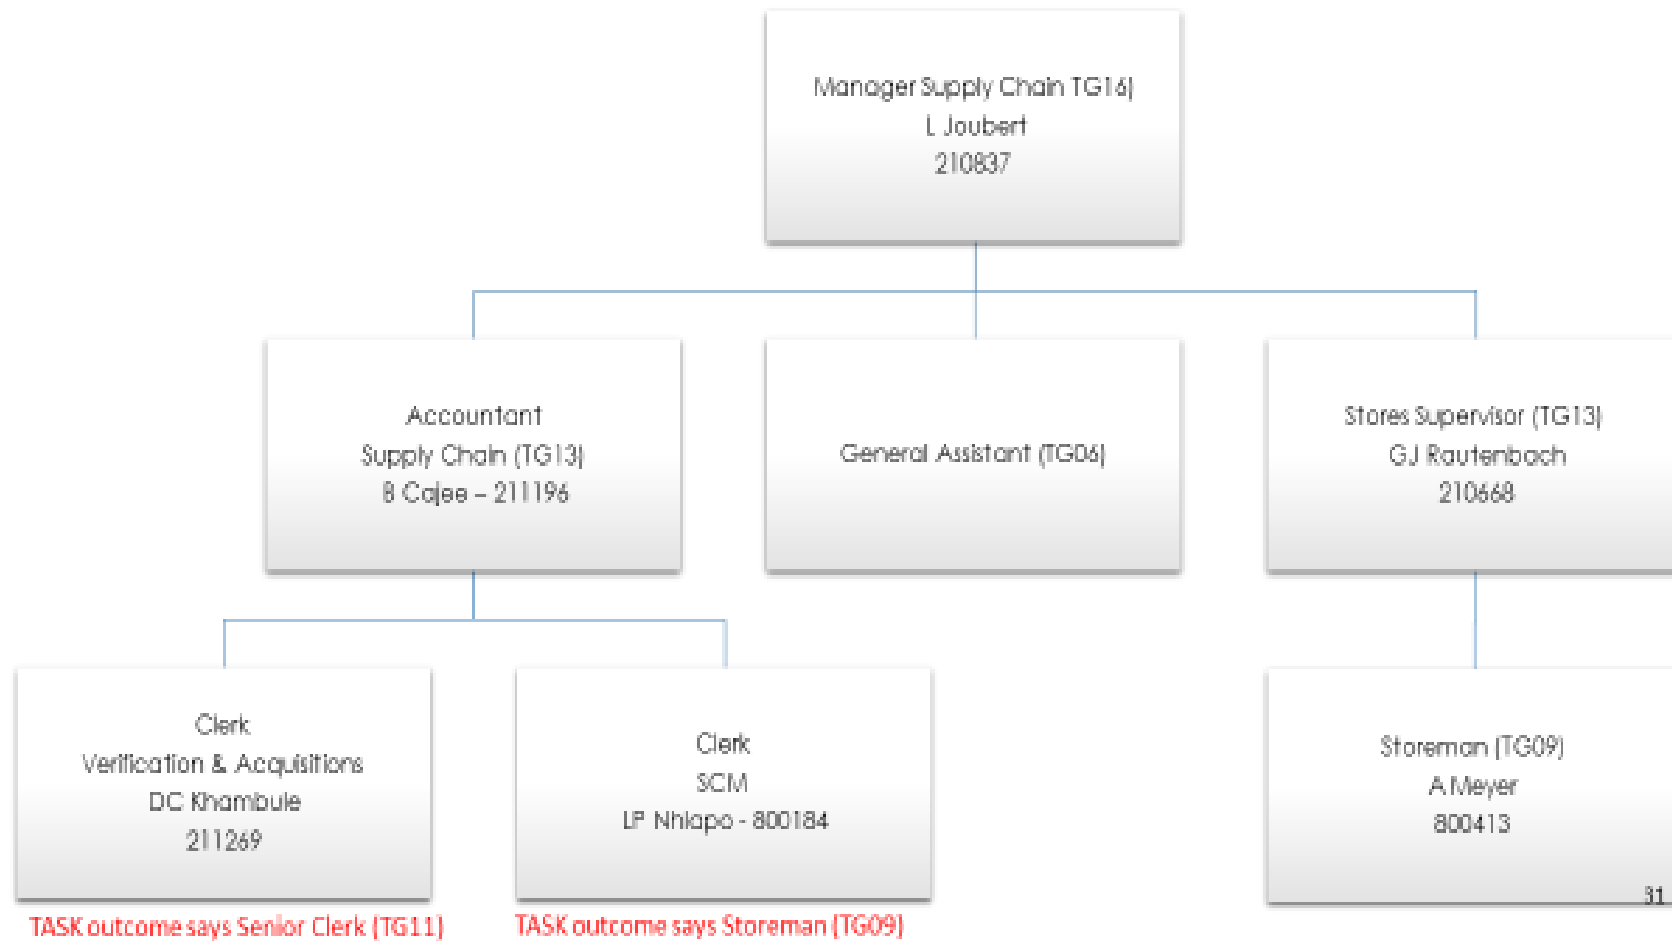 Manager Supply Chain TG16)
L Joubert
210837
Accountant
Supply Chain (TG13)
B Cajee – 211196
General Assistant (TG06)
Stores Supervisor (TG13)
GJ Rautenbach
210668
Clerk
Verification & Acquisitions
DC Khambule
211269
Clerk
SCM
LP Nhlapo - 800184
Storeman (TG09)
A Meyer
800413
31
TASK outcome says Senior Clerk (TG11)
TASK outcome says Storeman (TG09)